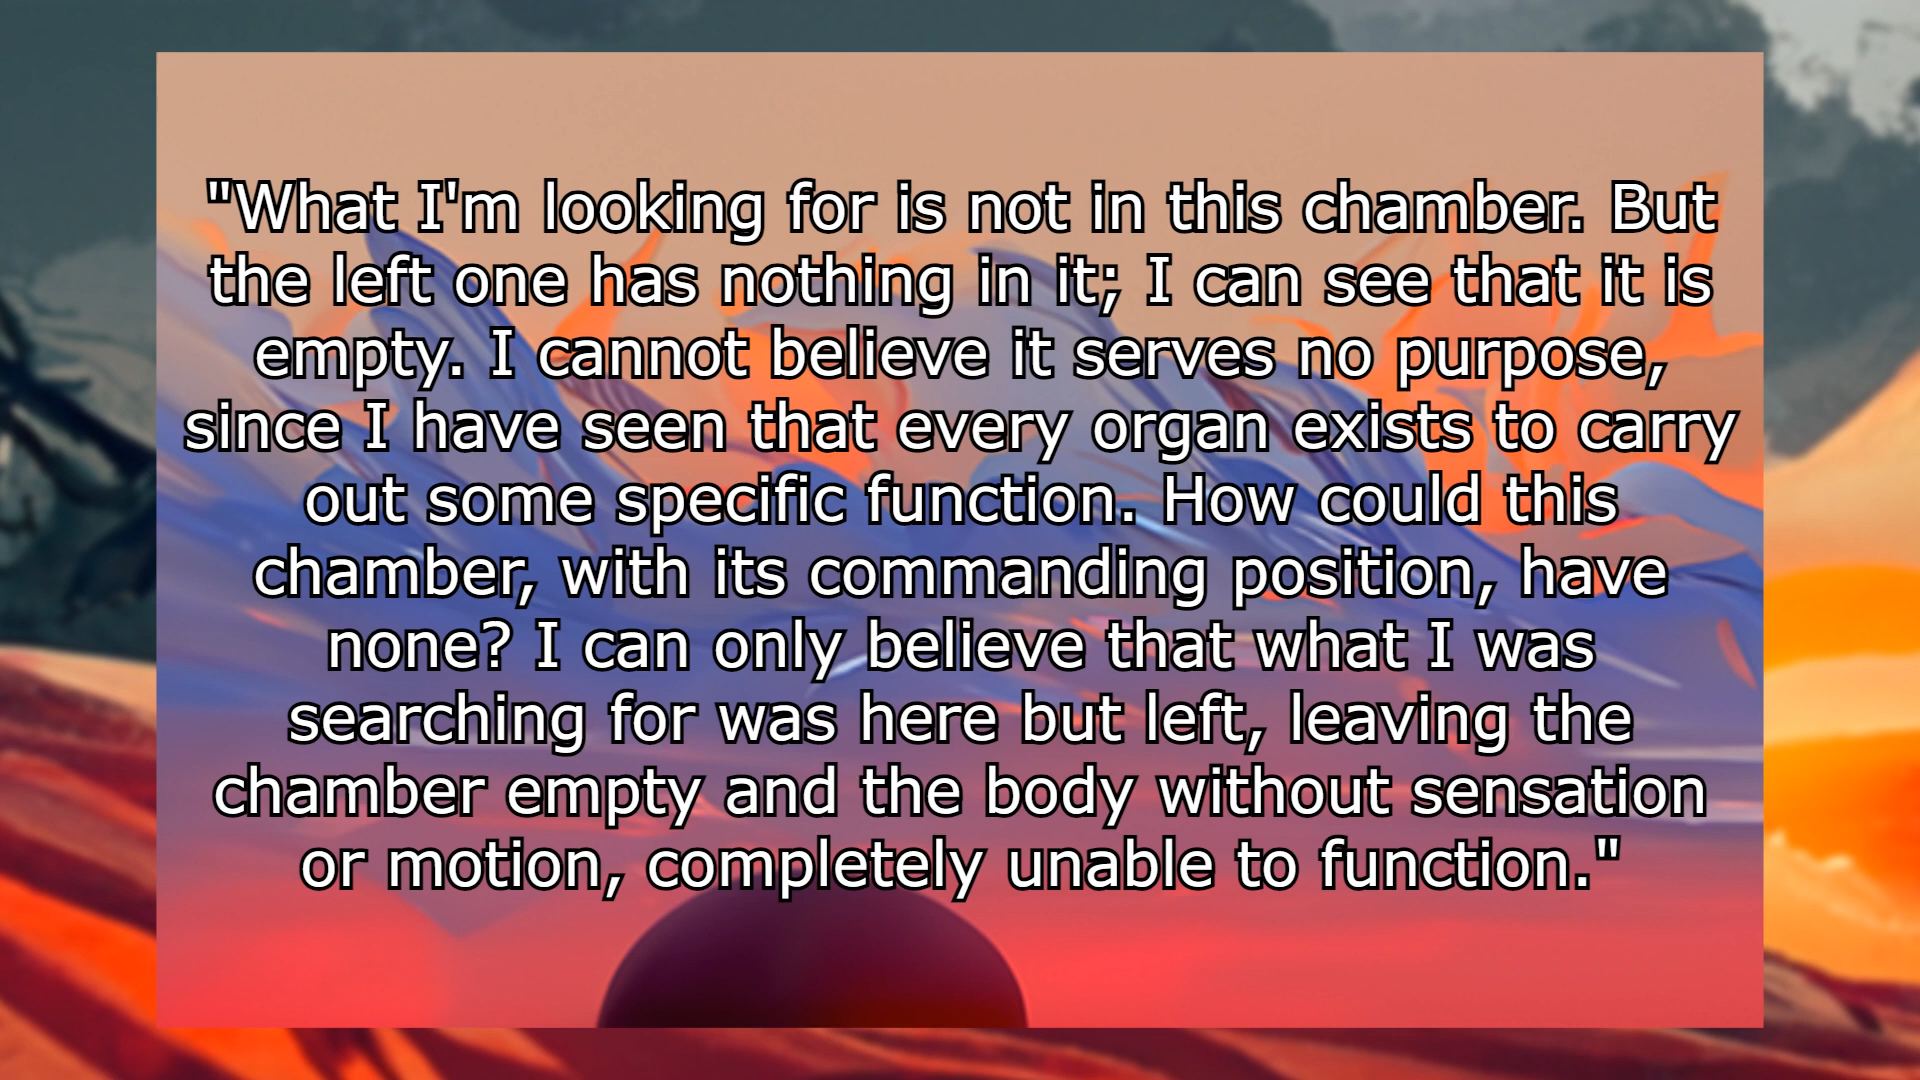 "What I'm looking for is not in this chamber. But
the left one has nothing in it; I can see that it is
empty. I cannot believe it serves no purpose,
since I have seen that every organ exists to carry
out some specific function. How could this
chamber, with its commanding position, have
none? I can only believe that what I was
searching for was here but left, leaving the
chamber empty and the body without sensation
or motion, completely unable to function."